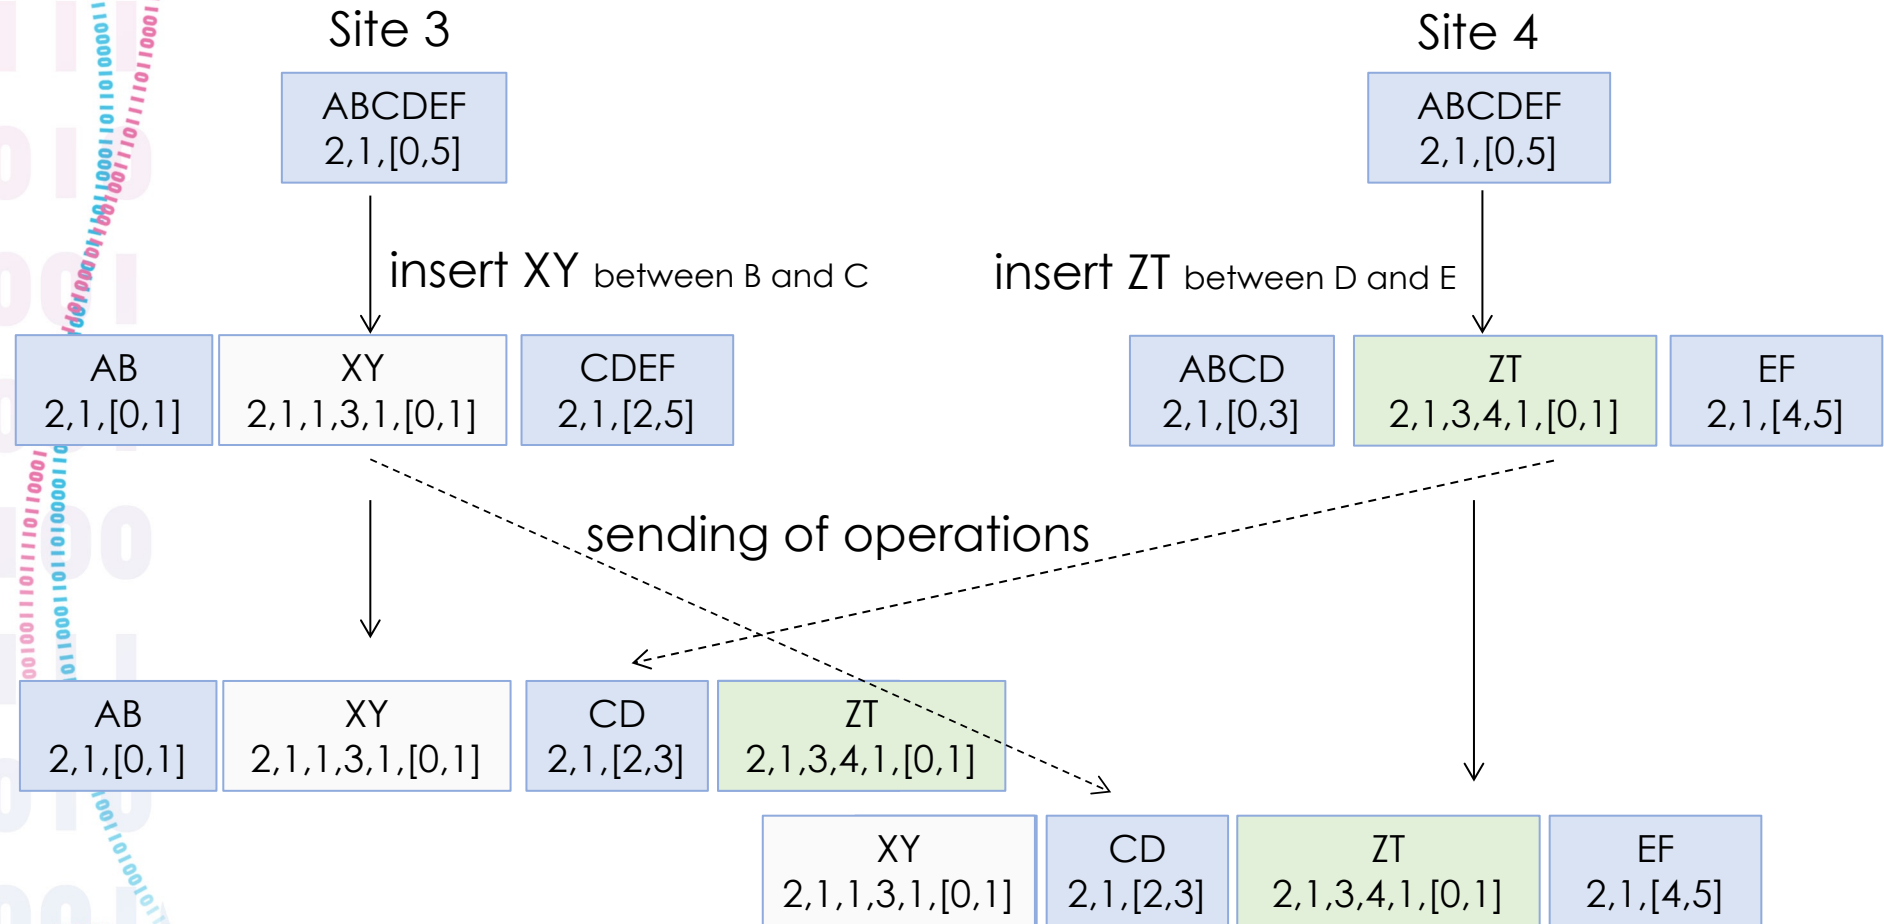 Site 3
Site 4
ABCDEF
2,1,[0,5]
ABCDEF
2,1,[0,5]
insert XY between B and C
insert ZT between D and E
AB
2,1,[0,1]
XY
2,1,1,3,1,[0,1]
CDEF
2,1,[2,5]
ABCD
2,1,[0,3]
ZT
2,1,3,4,1,[0,1]
EF
2,1,[4,5]
sending of operations
AB
2,1,[0,1]
XY
2,1,1,3,1,[0,1]
CD
2,1,[2,3]
ZT
2,1,3,4,1,[0,1]
XY
2,1,1,3,1,[0,1]
CD
2,1,[2,3]
ZT
2,1,3,4,1,[0,1]
EF
2,1,[4,5]